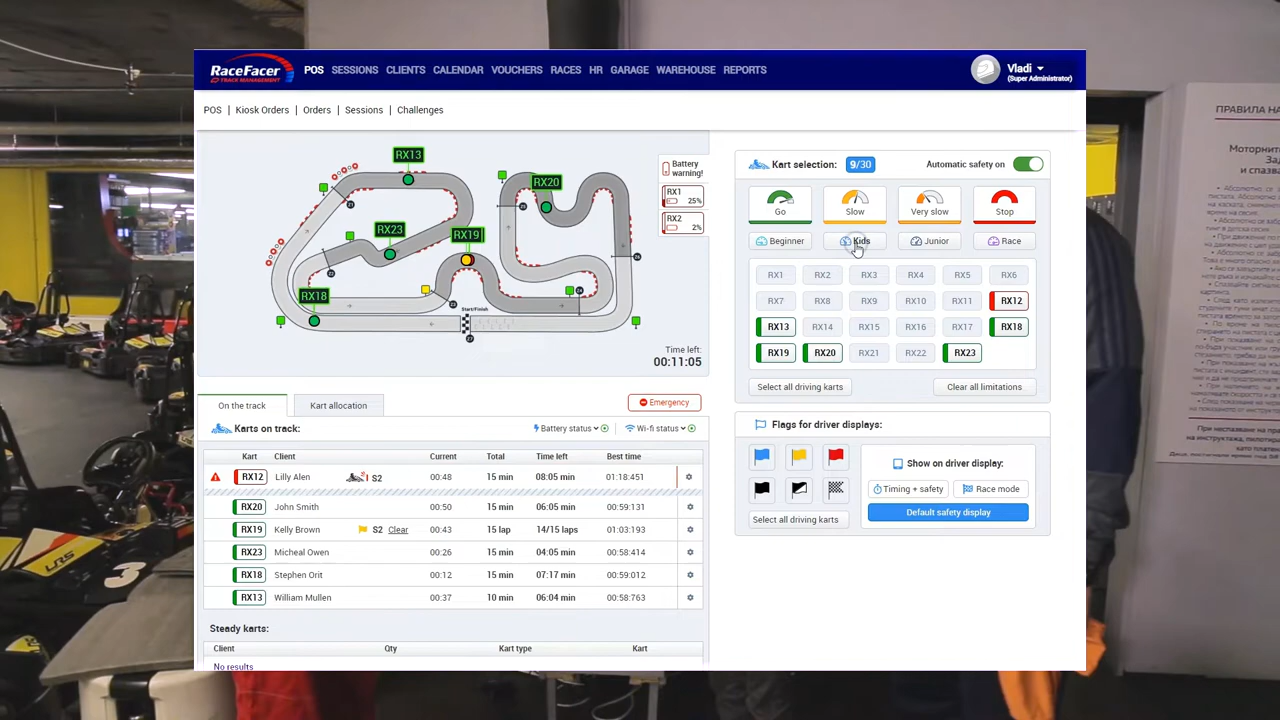 RaceFacer
TRACK MANAGEMENT
POS SESSIONS CLIENTS CALENDAR VOUCHERS RACES HR GARAGE WAREHOUSE REPORTS
Vladi
(Super Administrator)
POS | Kiosk Orders | Orders | Sessions | Challenges
RX13
RX20
RX23
RX19
RX18
Start/Finish
Battery warning!
RX1
25%
RX2
2%
Time left:
00:11:05
Kart selection: 9/30 Automatic safety on
Go Slow Very slow Stop
Beginner Kids Junior Race
RX1 RX2 RX3 RX4 RX5 RX6
RX7 RX8 RX9 RX10 RX11 RX12
RX13 RX14 RX15 RX16 RX17 RX18
RX19 RX20 RX21 RX22 RX23
Select all driving karts Clear all limitations
On the track Kart allocation Emergency
Karts on track: Battery status Wi-fi status
Kart Client Current Total Time left Best time
RX12 Lilly Alen S2 00:48 15 min 08:05 min 01:18:451
RX20 John Smith 00:50 15 min 06:05 min 00:59:131
RX19 Kelly Brown S2 Clear 00:43 15 lap 14/15 laps 01:03:193
RX23 Micheal Owen 00:26 15 min 04:05 min 00:58:414
RX18 Stephen Orit 00:12 15 min 07:17 min 00:59:012
RX13 William Mullen 00:37 10 min 06:04 min 00:58:763
Steady karts:
Client Qty Kart type Kart
No results
Flags for driver displays:
Select all driving karts
Show on driver display:
Timing + safety Race mode
Default safety display
ПРАВИЛА НА
Моторнит
и спазва
LRS
3